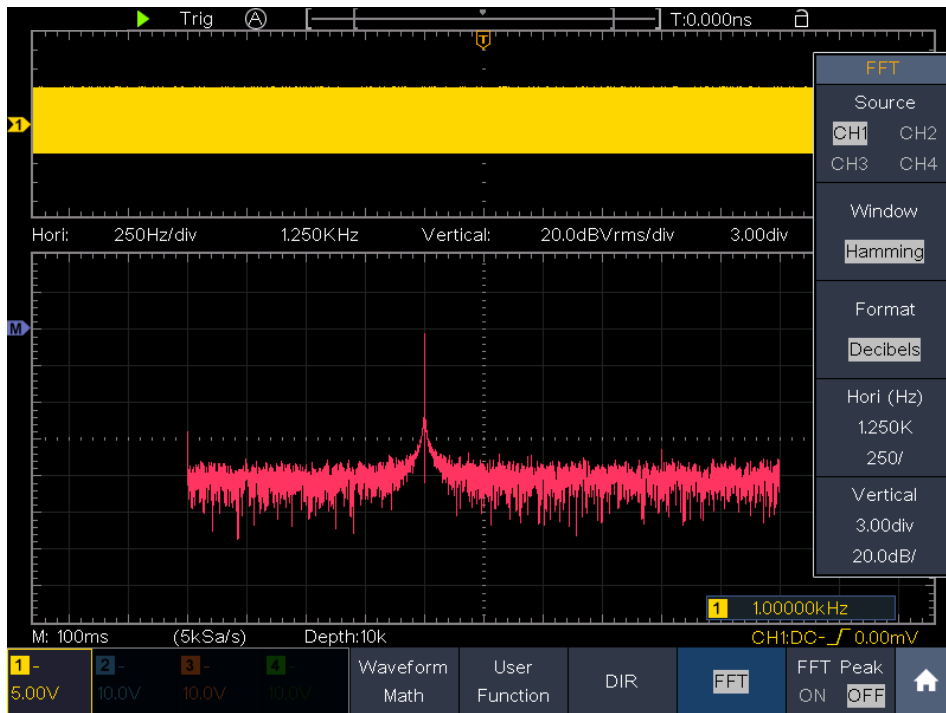 Trig A T:0.000ns
T
1
Hori: 250Hz/div 1.250KHz Vertical: 20.0dBVrms/div 3.00div
M
FFT
Source
CH1 CH2
CH3 CH4
Window
Hamming
Format
Decibels
Hori (Hz)
1.250K
250/
Vertical
3.00div
20.0dB/
1 1.00000kHz
M: 100ms (5kSa/s) Depth:10k CH1:DC- 0.00mV
1 - 2 - 3 - 4 -
5.00V 10.0V 10.0V 10.0V
Waveform
Math
User
Function
DIR
FFT
FFT Peak
ON OFF